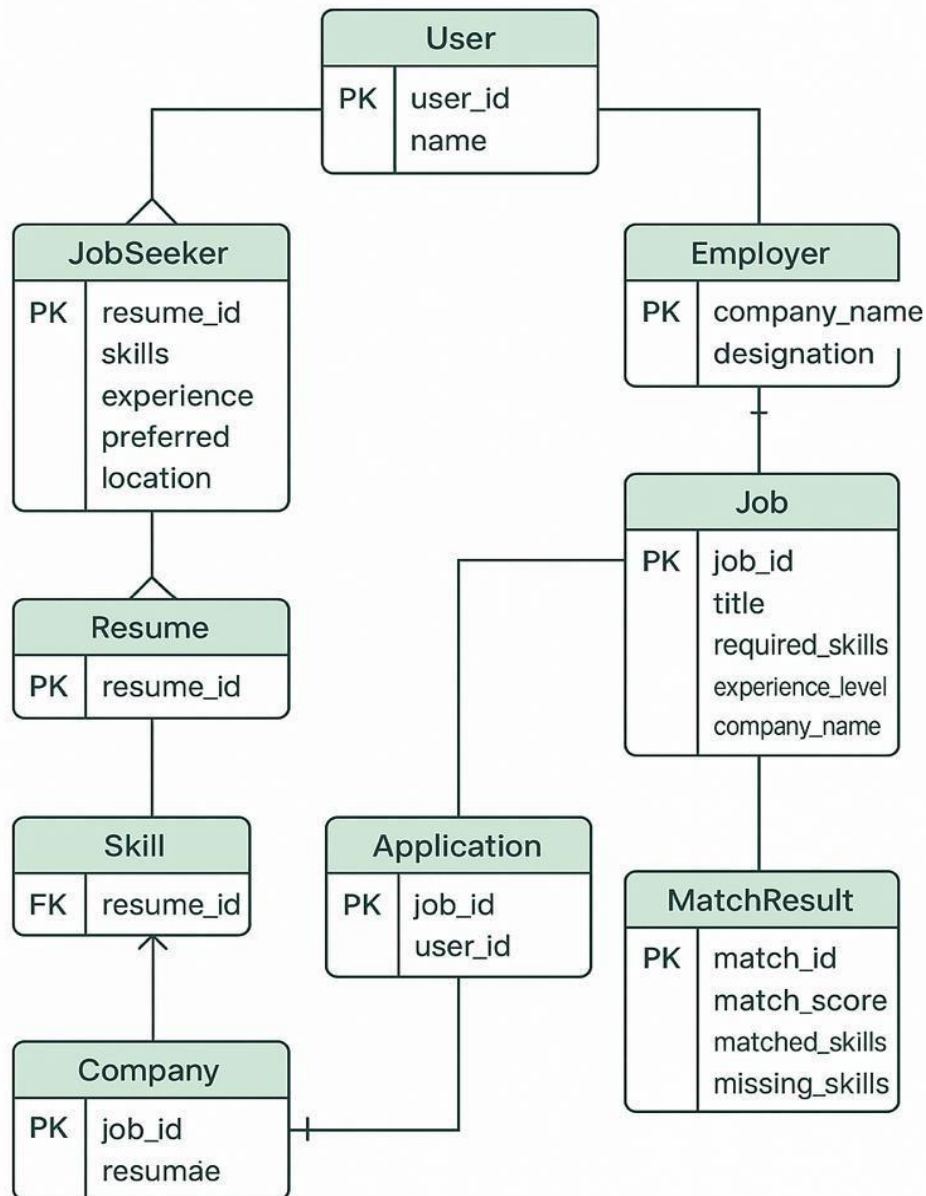 User
PK user_id
name
JobSeeker
PK resume_id
skills
experience
preferred
location
Employer
PK company_name
designation
Resume
PK resume_id
Job
PK job_id
title
required_skills
experience_level
company_name
Skill
FK resume_id
Application
PK job_id
user_id
MatchResult
PK match_id
match_score
matched_skills
missing_skills
Company
PK job_id
resumae